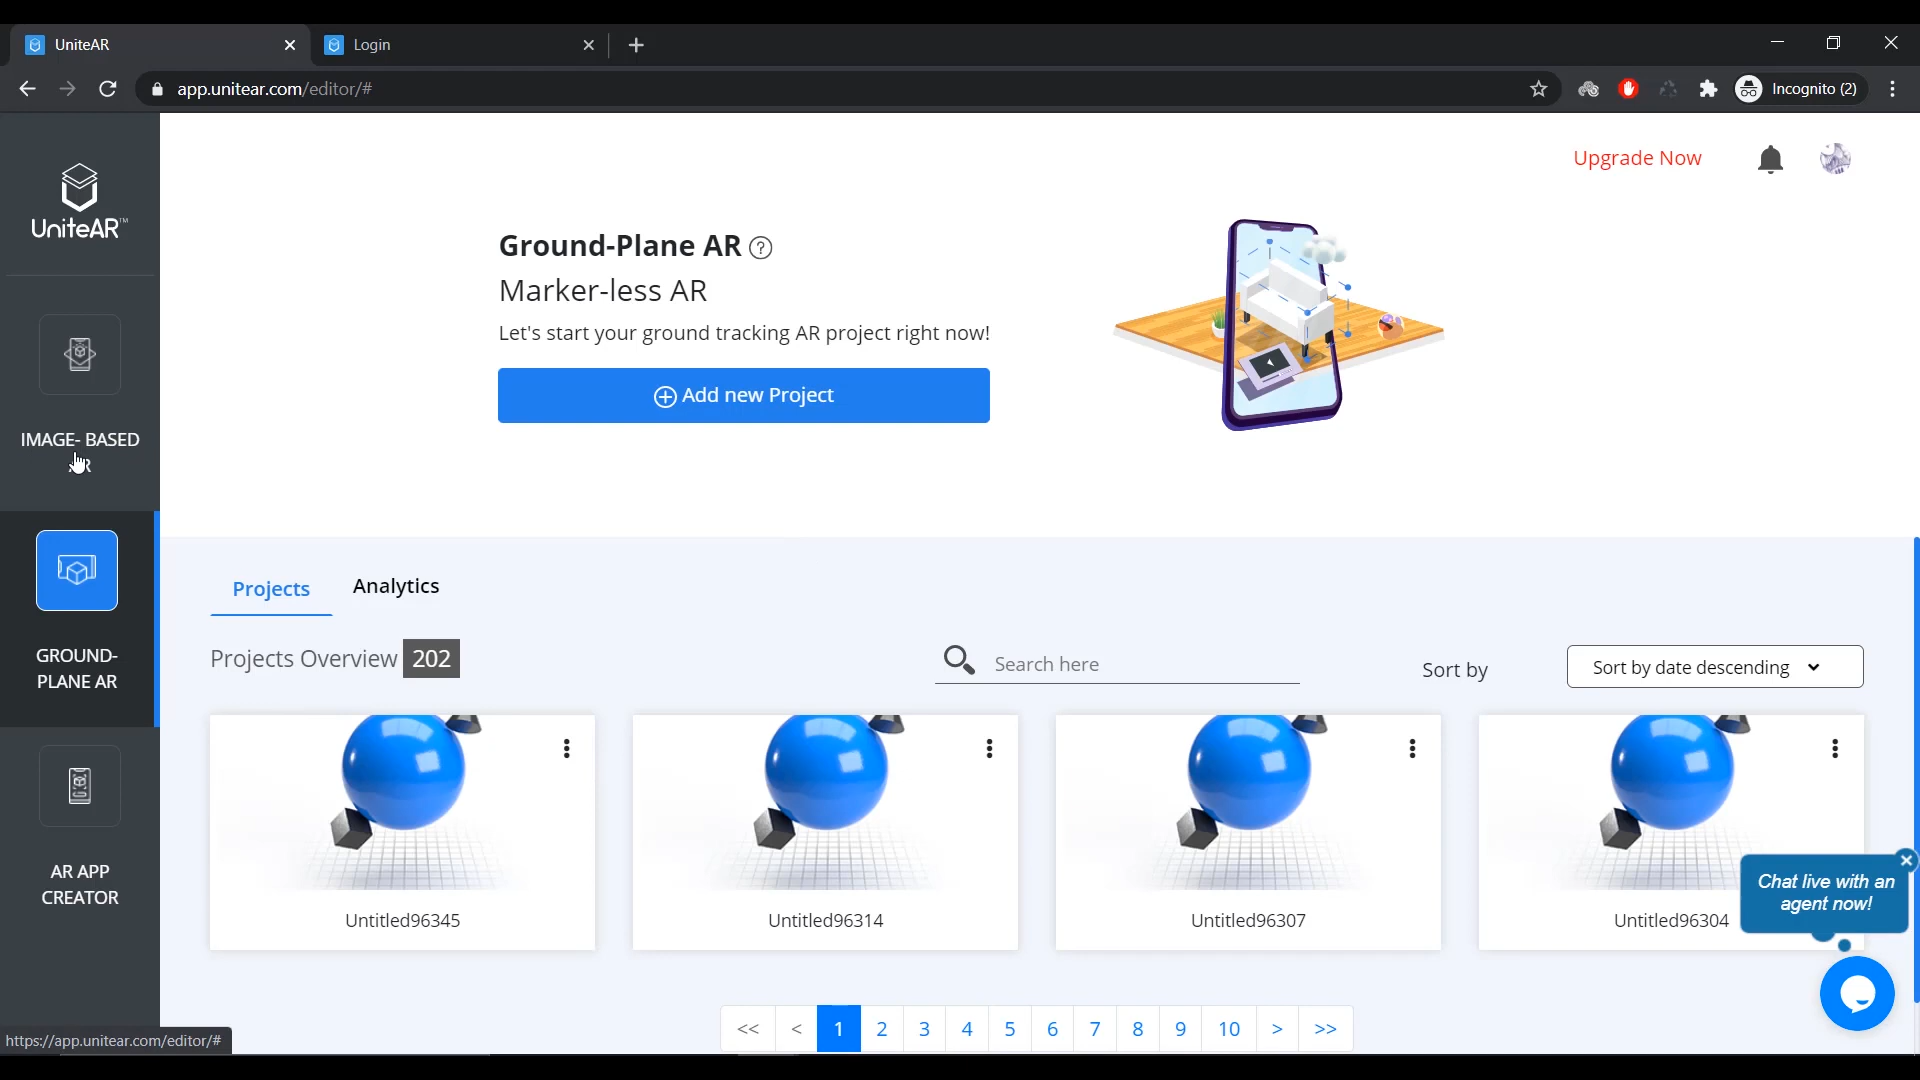 UniteAR
Login
app.unitear.com/editor/#
Incognito (2)
UniteAR™
Upgrade Now
Ground-Plane AR ?
Marker-less AR
Let's start your ground tracking AR project right now!
Add new Project
IMAGE- BASED
AR
GROUND-
PLANE AR
AR APP
CREATOR
Projects
Analytics
Projects Overview 202
Search here
Sort by
Sort by date descending
Untitled96345
Untitled96314
Untitled96307
Untitled96304
Chat live with an
agent now!
<< < 1 2 3 4 5 6 7 8 9 10 > >>
https://app.unitear.com/editor/#